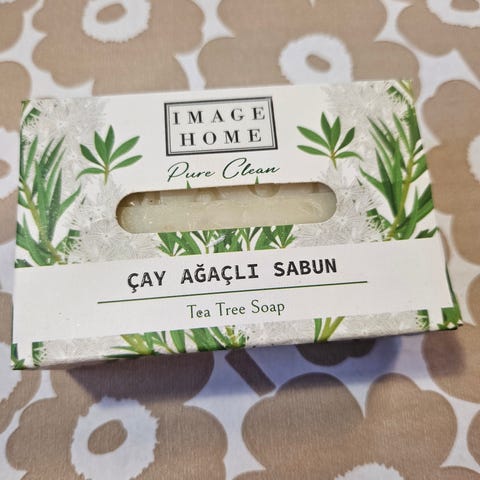 IMAGE
HOME
Pure Clean
ÇAY AĞAÇLI SABUN
Tea Tree Soap